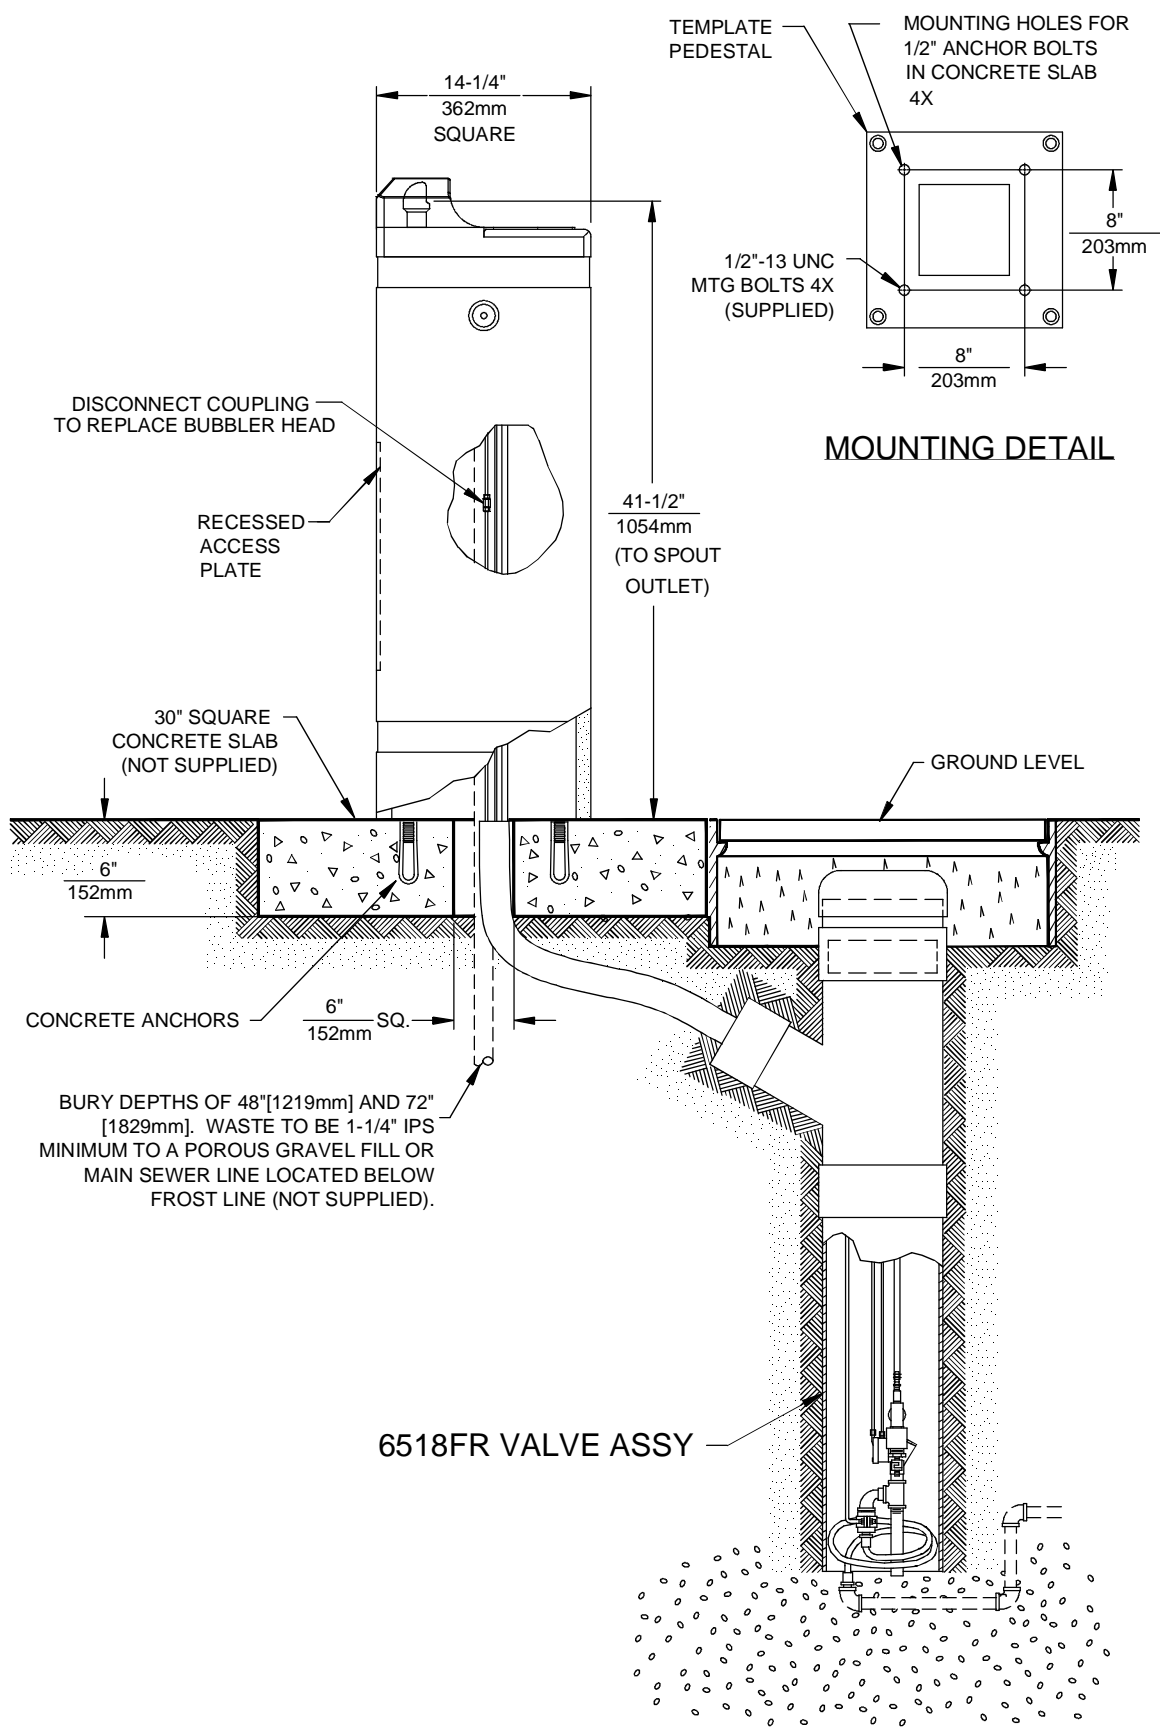 TEMPLATE
PEDESTAL
MOUNTING HOLES FOR
1/2" ANCHOR BOLTS
IN CONCRETE SLAB
4X
14-1/4"
362mm
SQUARE
8"
203mm
1/2"-13 UNC
MTG BOLTS 4X
(SUPPLIED)
8"
203mm
MOUNTING DETAIL
DISCONNECT COUPLING
TO REPLACE BUBBLER HEAD
41-1/2"
1054mm
(TO SPOUT
OUTLET)
RECESSED
ACCESS
PLATE
30" SQUARE
CONCRETE SLAB
(NOT SUPPLIED)
GROUND LEVEL
6"
152mm
CONCRETE ANCHORS
6"
152mm SQ.
BURY DEPTHS OF 48"[1219mm] AND 72"
[1829mm]. WASTE TO BE 1-1/4" IPS
MINIMUM TO A POROUS GRAVEL FILL OR
MAIN SEWER LINE LOCATED BELOW
FROST LINE (NOT SUPPLIED).
6518FR VALVE ASSY